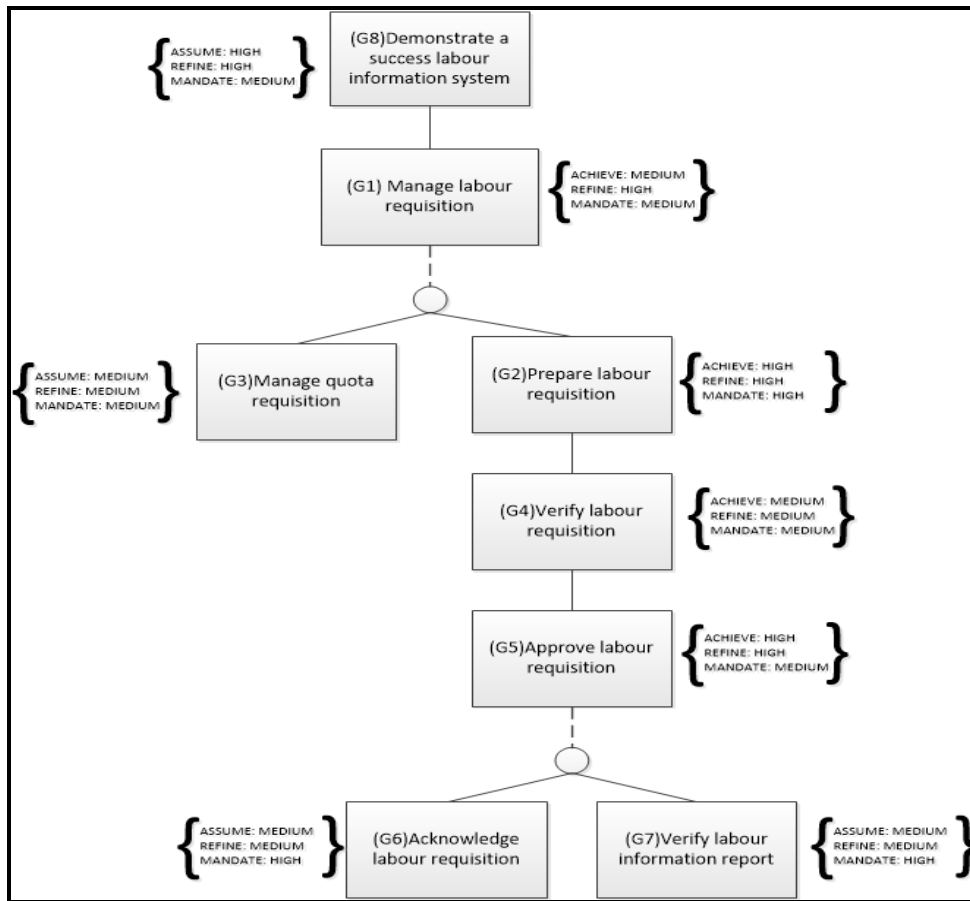 (G8)Demonstrate a
success labour
information system
ASSUME: HIGH
REFINE: HIGH
MANDATE: MEDIUM
(G1) Manage labour
requisition
ACHIEVE: MEDIUM
REFINE: HIGH
MANDATE: MEDIUM
ASSUME: MEDIUM
REFINE: MEDIUM
MANDATE: MEDIUM
(G3)Manage quota
requisition
(G2)Prepare labour
requisition
ACHIEVE: HIGH
REFINE: HIGH
MANDATE: HIGH
(G4)Verify labour
requisition
ACHIEVE: MEDIUM
REFINE: MEDIUM
MANDATE: MEDIUM
(G5)Approve labour
requisition
ACHIEVE: HIGH
REFINE: HIGH
MANDATE: MEDIUM
ASSUME: MEDIUM
REFINE: MEDIUM
MANDATE: HIGH
(G6)Acknowledge
labour requisition
(G7)Verify labour
information report
ASSUME: MEDIUM
REFINE: MEDIUM
MANDATE: HIGH